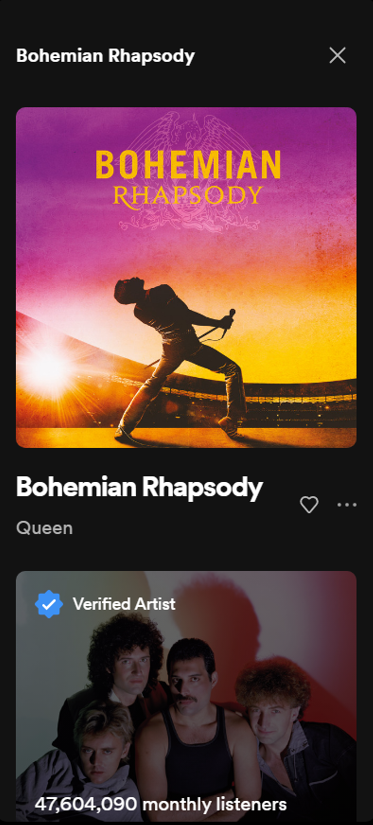 Bohemian Rhapsody
BOHEMIAN
RHAPSODY
Bohemian Rhapsody
Queen
Verified Artist
47,604,090 monthly listeners